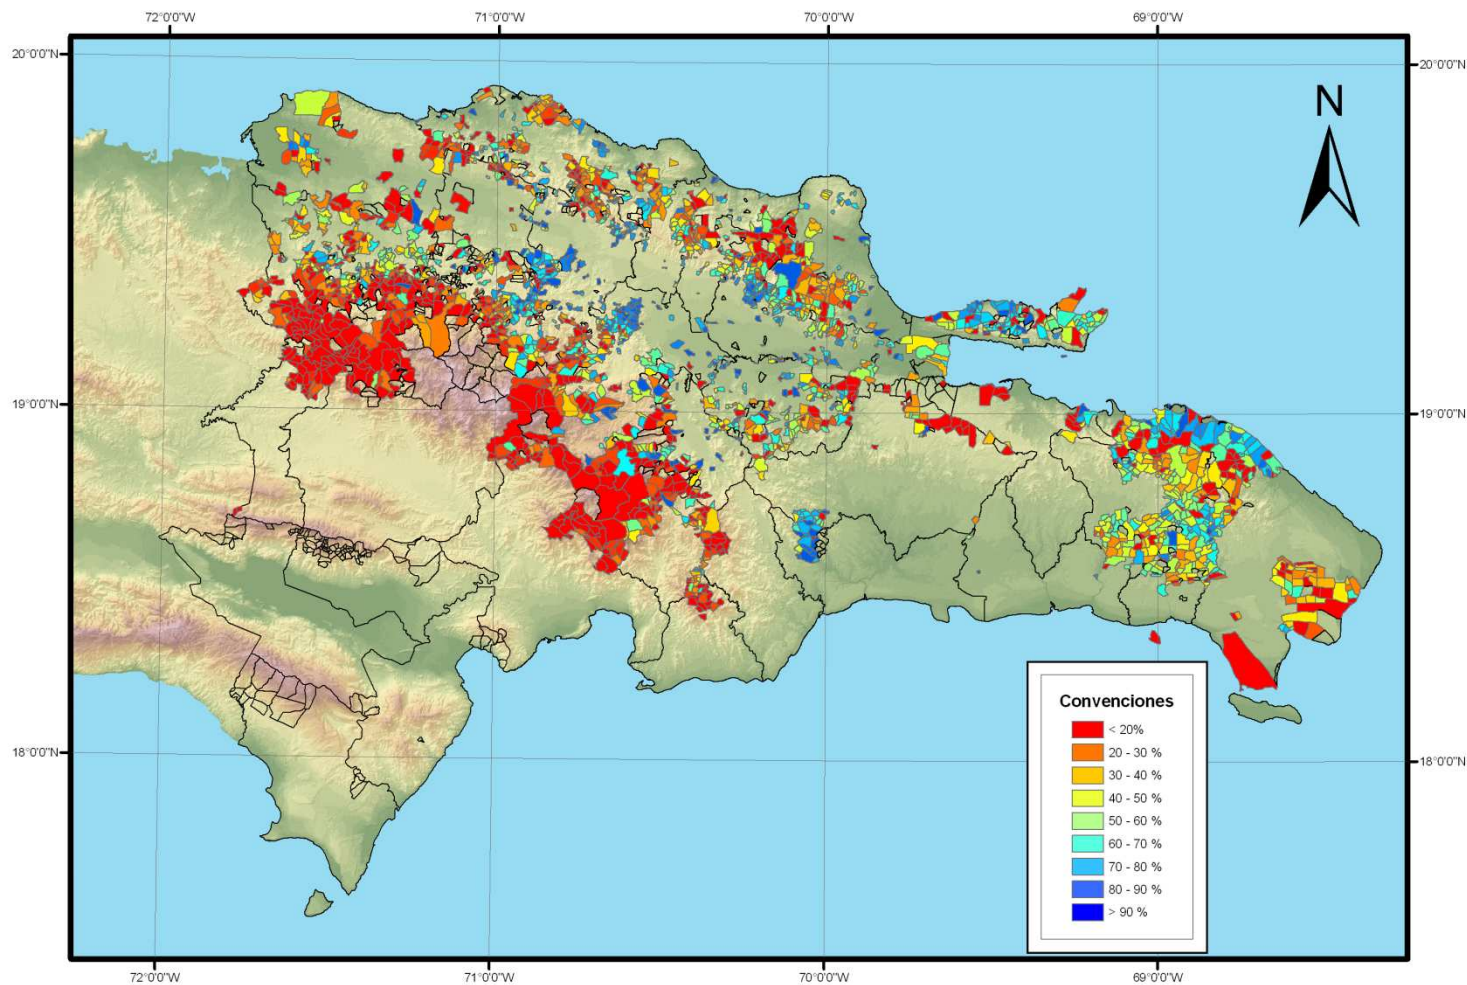 72°0'0"W 71°0'0"W 70°0'0"W 69°0'0"W
20°0'0"N 20°0'0"N
N
19°0'0"N 19°0'0"N
Convenciones
< 20%
20 - 30 %
30 - 40 %
18°0'0"N 18°0'0"N
40 - 50 %
50 - 60 %
60 - 70 %
70 - 80 %
80 - 90 %
> 90 %
72°0'0"W 71°0'0"W 70°0'0"W 69°0'0"W